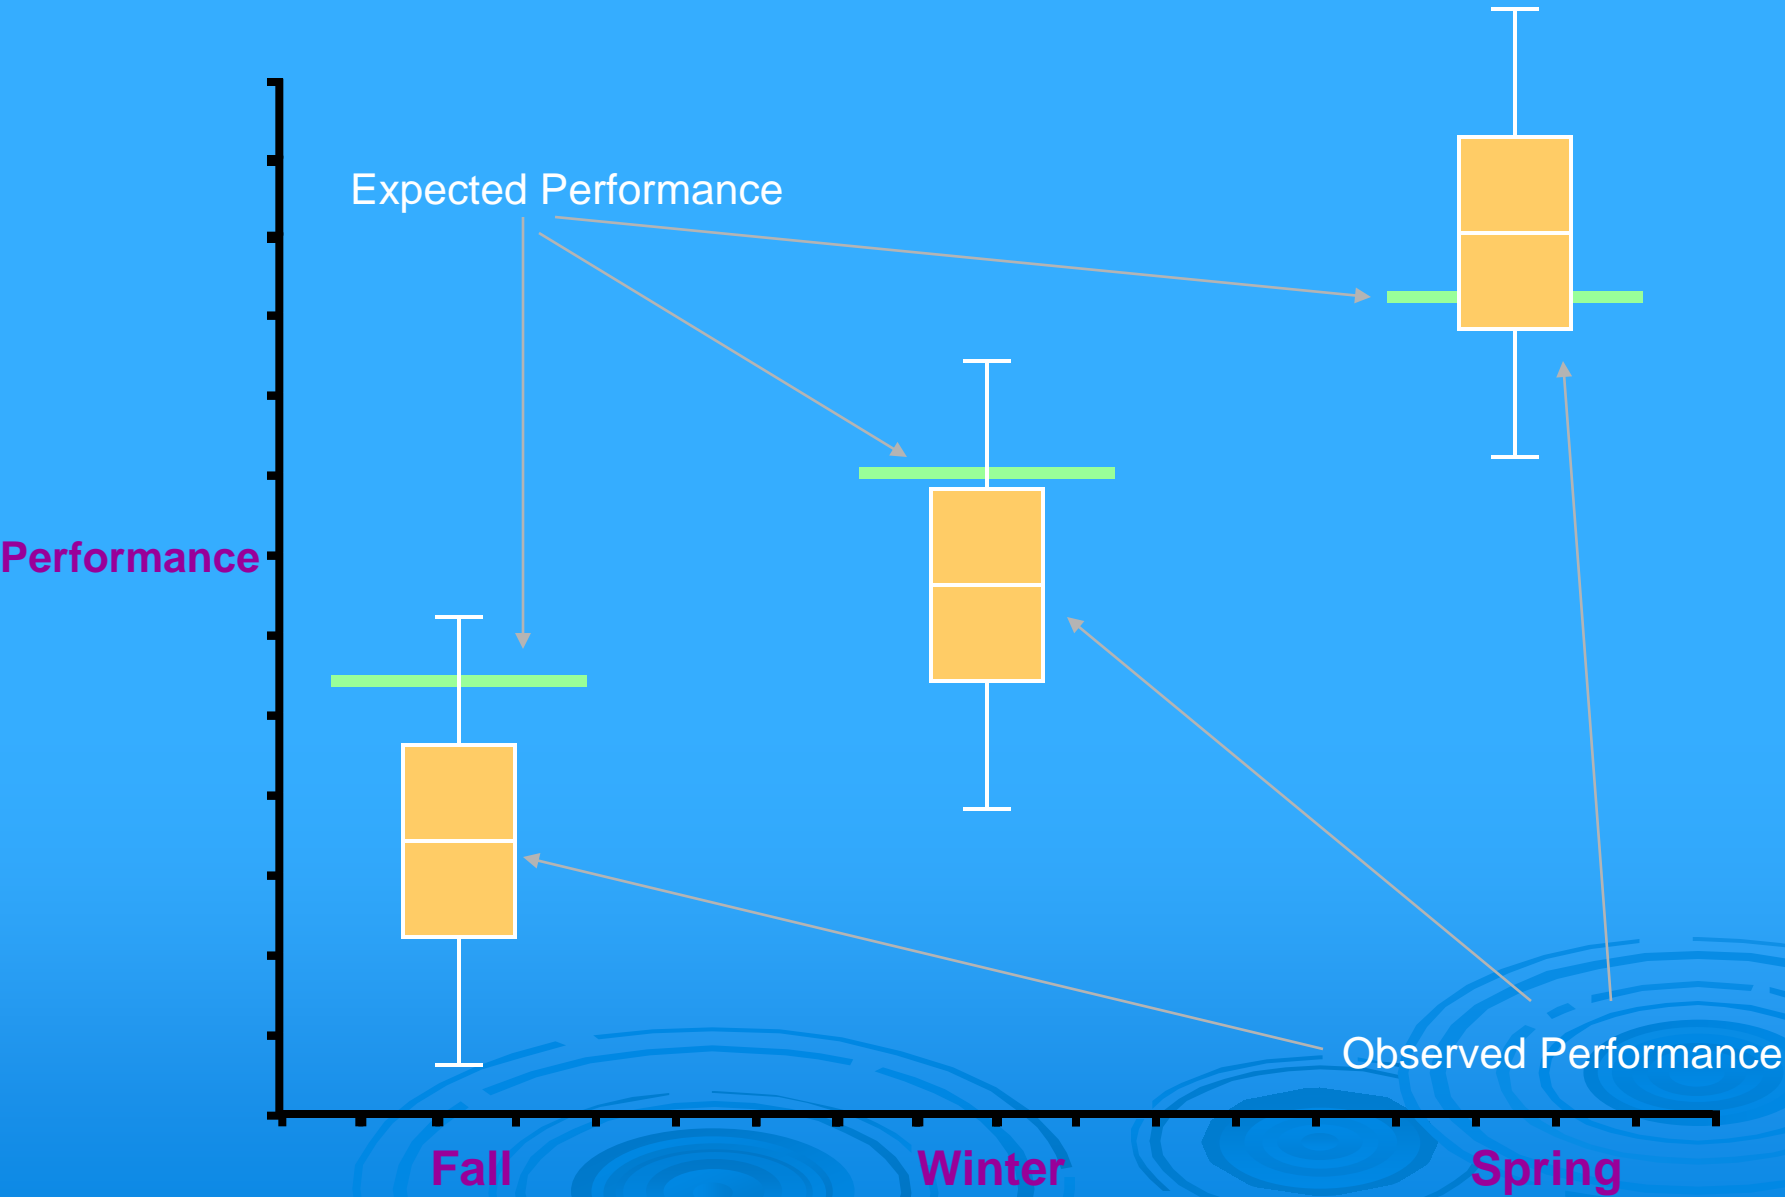 Expected Performance
Performance
Observed Performance
Fall
Winter
Spring